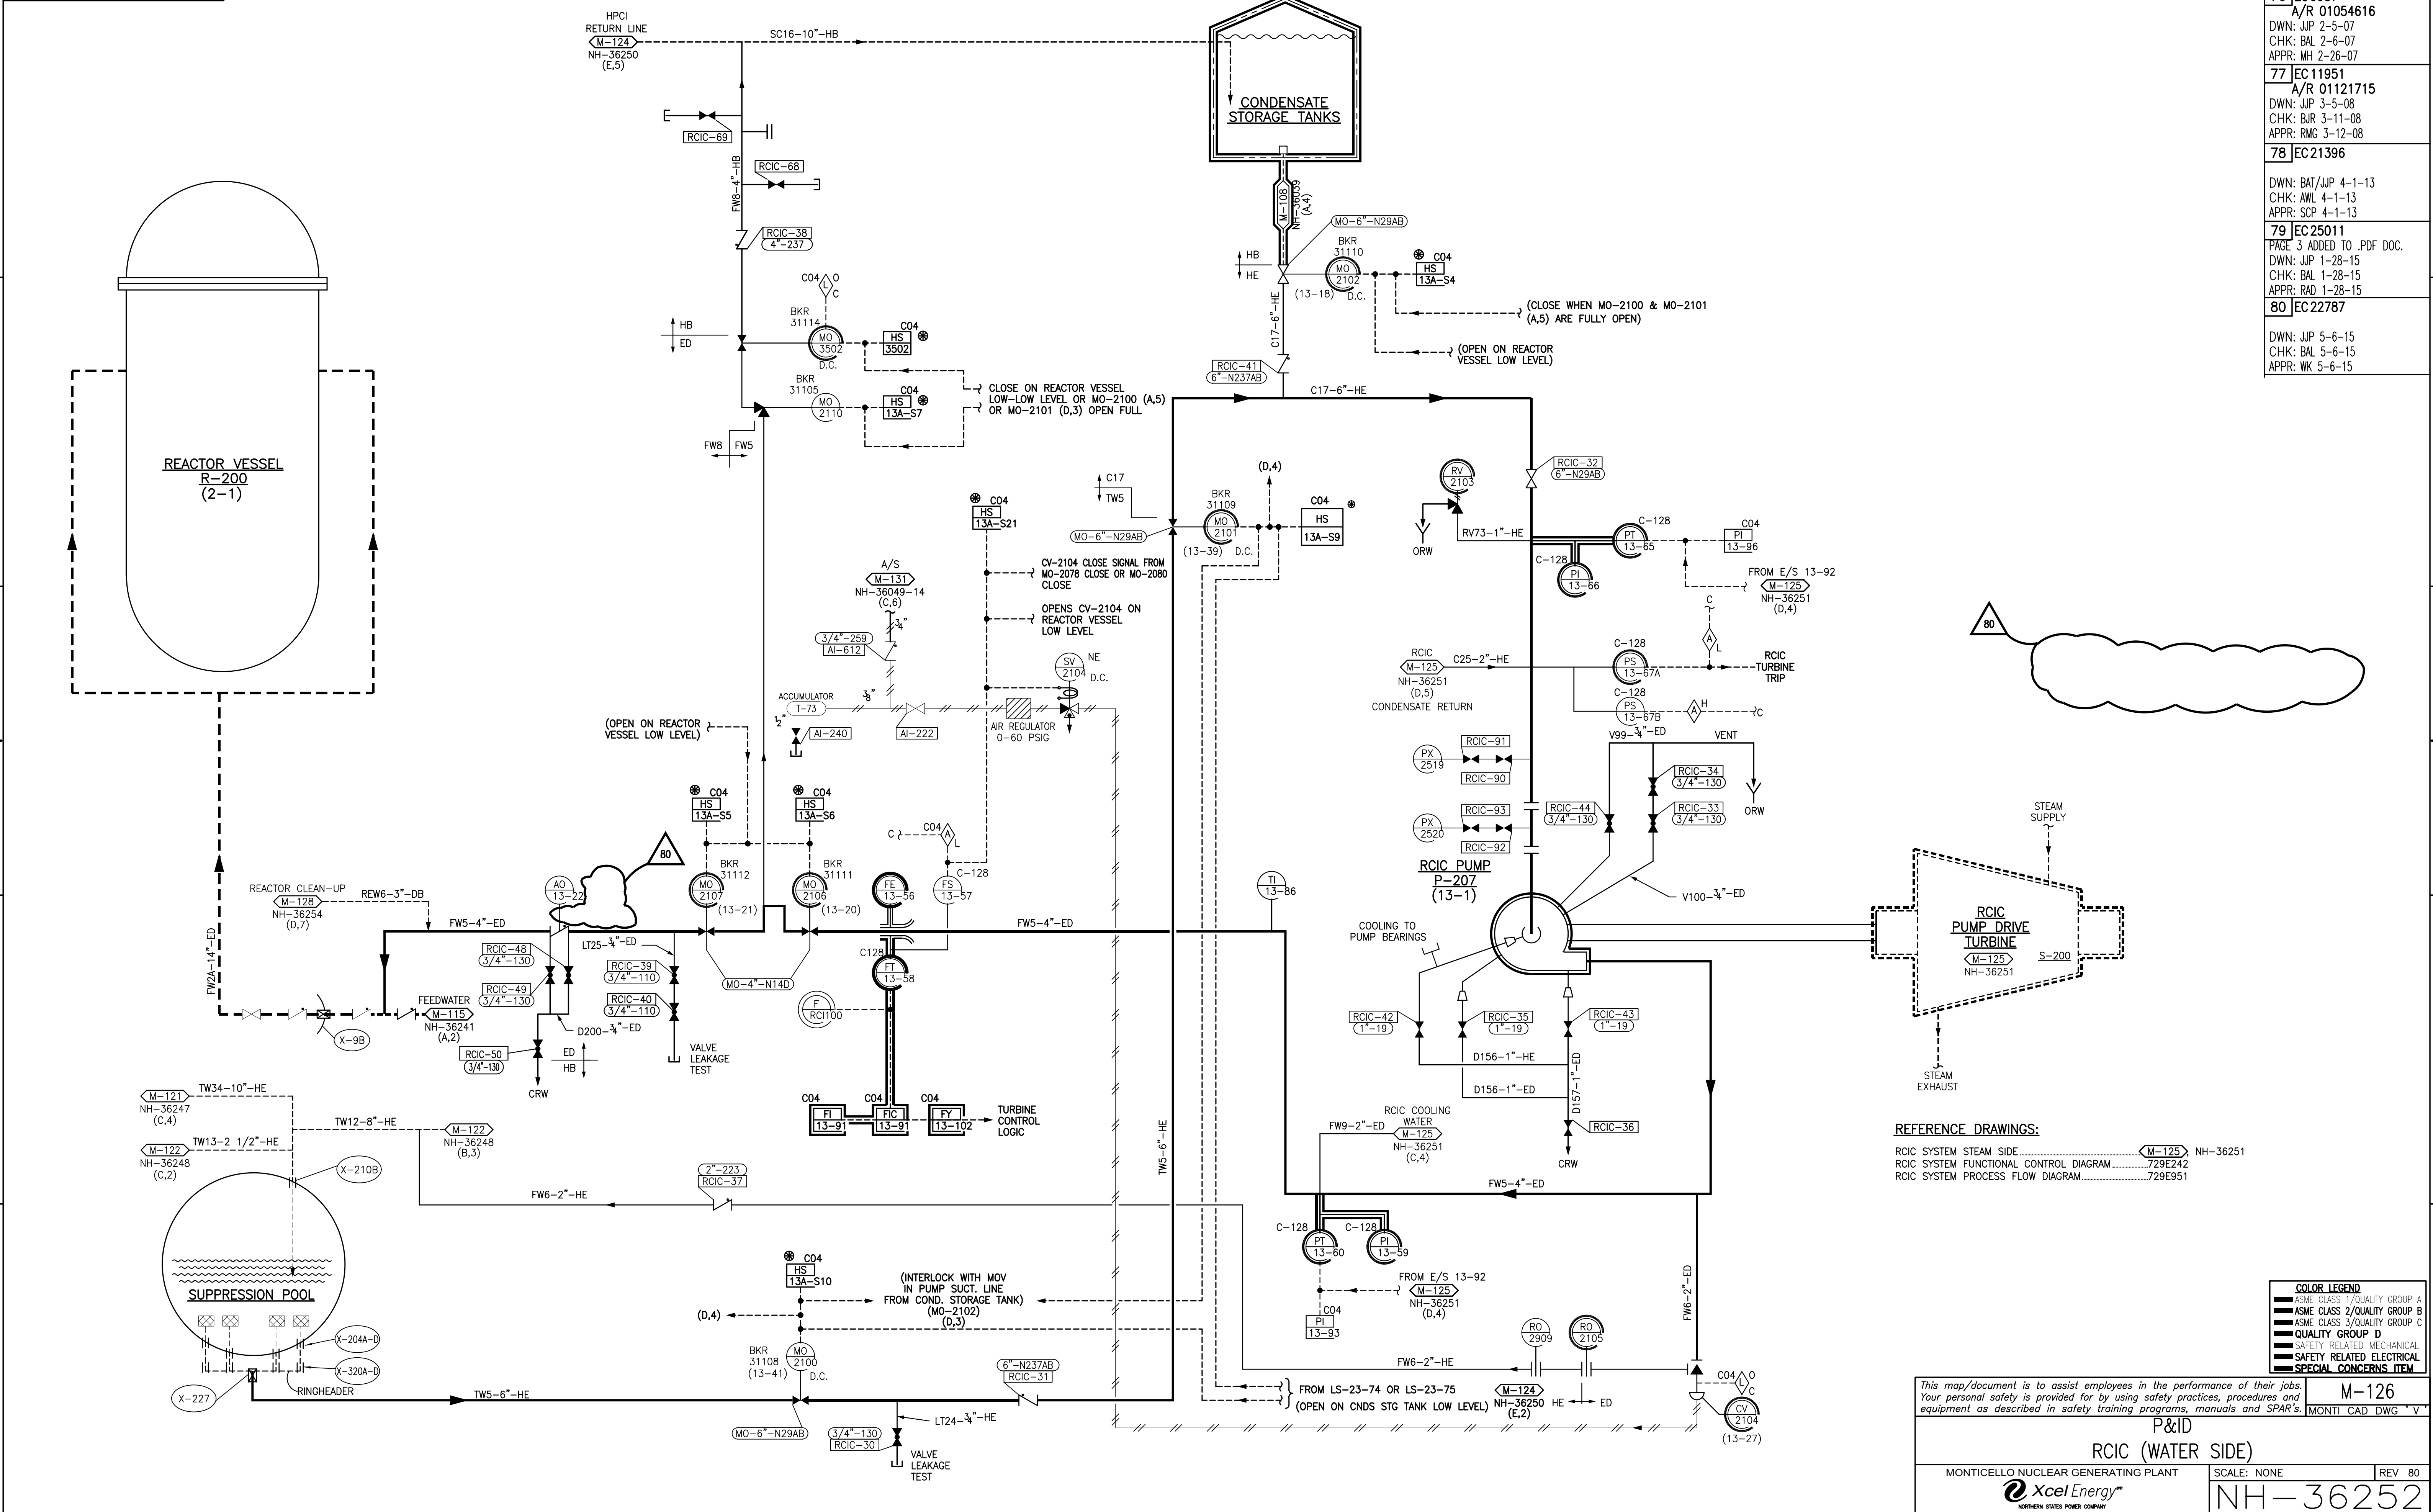 HPCI
RETURN LINE
M-124
NH-36250
(E,5)
SC16-10"-HB
CONDENSATE
STORAGE TANKS
M-108
NH-36039
(A,4)
RCIC-69
RCIC-68
FW8-4"-HB
RCIC-38
4"-237
C04
L
O
C
BKR
31114
MO
3502
D.C.
C04
HS
3502
HB
ED
BKR
31105
MO
2110
C04
HS
13A-S7
CLOSE ON REACTOR VESSEL
LOW-LOW LEVEL OR MO-2100 (A,5)
OR MO-2101 (D,3) OPEN FULL
FW8
FW5
MO-6"-N29AB
BKR
31110
MO
2102
(13-18)
D.C.
C04
HS
13A-S4
HB
HE
(CLOSE WHEN MO-2100 & MO-2101
(A,5) ARE FULLY OPEN)
(OPEN ON REACTOR
VESSEL LOW LEVEL)
C17-6"-HE
RCIC-41
6"-N237AB
C17-6"-HE
A/R 01054616
DWN: JJP 2-5-07
CHK: BAL 2-6-07
APPR: MH 2-26-07
77 EC11951
A/R 01121715
DWN: JJP 3-5-08
CHK: BJR 3-11-08
APPR: RMG 3-12-08
78 EC21396
DWN: BAT/JJP 4-1-13
CHK: AWL 4-1-13
APPR: SCP 4-1-13
79 EC25011
PAGE 3 ADDED TO .PDF DOC.
DWN: JJP 1-28-15
CHK: BAL 1-28-15
APPR: RAD 1-28-15
80 EC22787
DWN: JJP 5-6-15
CHK: BAL 5-6-15
APPR: WK 5-6-15
REACTOR VESSEL
R-200
(2-1)
C04
HS
13A-S21
CV-2104 CLOSE SIGNAL FROM
MO-2078 CLOSE OR MO-2080
CLOSE
OPENS CV-2104 ON
REACTOR VESSEL
LOW LEVEL
C17
TW5
MO-6"-N29AB
BKR
31109
MO
2101
(13-39)
D.C.
(D,4)
C04
HS
13A-S9
RV
2103
ORW
RV73-1"-HE
RCIC-32
6"-N29AB
C-128
PT
13-65
C04
PI
13-96
C-128
PI
13-66
FROM E/S 13-92
M-125
NH-36251
(D,4)
C
A
L
RCIC
M-125
NH-36251
(D,5)
CONDENSATE RETURN
C25-2"-HE
C-128
PS
13-67A
RCIC
TURBINE
TRIP
C-128
PS
13-67B
A
H
C
80
A/S
M-131
NH-36049-14
(C,6)
3/4"
3/4"-259
AI-612
SV
2104
NE
D.C.
ACCUMULATOR
T-73
3/8"
1/2"
AI-240
AI-222
AIR REGULATOR
0-60 PSIG
(OPEN ON REACTOR
VESSEL LOW LEVEL)
RCIC-91
PX
2519
RCIC-90
RCIC-93
PX
2520
RCIC-92
V99-3/4"-ED
VENT
RCIC-34
3/4"-130
RCIC-44
3/4"-130
RCIC-33
3/4"-130
ORW
RCIC PUMP
P-207
(13-1)
V100-3/4"-ED
STEAM
SUPPLY
RCIC
PUMP DRIVE
TURBINE
M-125
NH-36251
S-200
STEAM
EXHAUST
C04
HS
13A-S5
C04
HS
13A-S6
C
C04
A
L
C-128
80
AO
13-22
BKR
31112
MO
2107
(13-21)
BKR
31111
MO
2106
(13-20)
FE
13-56
FS
13-57
TI
13-86
REACTOR CLEAN-UP
M-128
NH-36254
(D,7)
REW6-3"-DB
FW5-4"-ED
FW5-4"-ED
FW2A-14"-ED
RCIC-48
3/4"-130
RCIC-49
3/4"-130
LT25-3/4"-ED
RCIC-39
3/4"-110
RCIC-40
3/4"-110
MO-4"-N14D
C128
FT
13-58
F
RCI100
COOLING TO
PUMP BEARINGS
RCIC-42
1"-19
RCIC-35
1"-19
RCIC-43
1"-19
D156-1"-HE
D156-1"-ED
D157-1"-ED
RCIC-36
CRW
FEEDWATER
M-115
NH-36241
(A,2)
X-9B
D200-3/4"-ED
RCIC-50
3/4"-130
ED
HB
CRW
VALVE
LEAKAGE
TEST
C04
FI
13-91
C04
FIC
13-91
C04
FY
13-102
TURBINE
CONTROL
LOGIC
RCIC COOLING
WATER
M-125
NH-36251
(C,4)
FW9-2"-ED
FW5-4"-ED
REFERENCE DRAWINGS:
RCIC SYSTEM STEAM SIDE M-125, NH-36251
RCIC SYSTEM FUNCTIONAL CONTROL DIAGRAM 729E242
RCIC SYSTEM PROCESS FLOW DIAGRAM 729E951
TW34-10"-HE
M-121
NH-36247
(C,4)
TW12-8"-HE
M-122
NH-36248
(B,3)
TW13-2 1/2"-HE
M-122
NH-36248
(C,2)
X-210B
2"-223
RCIC-37
FW6-2"-HE
TW5-6"-HE
SUPPRESSION POOL
X-204A-D
X-320A-D
X-227
RINGHEADER
TW5-6"-HE
C04
HS
13A-S10
(D,4)
(INTERLOCK WITH MOV
IN PUMP SUCT. LINE
FROM COND. STORAGE TANK)
(MO-2102)
(D,3)
BKR
31108
(13-41)
MO
2100
D.C.
MO-6"-N29AB
6"-N237AB
RCIC-31
LT24-3/4"-HE
3/4"-130
RCIC-30
VALVE
LEAKAGE
TEST
C-128
PT
13-60
C-128
PI
13-59
FROM E/S 13-92
M-125
NH-36251
(D,4)
C04
PI
13-93
RO
2909
RO
2105
FW6-2"-ED
FW6-2"-HE
FROM LS-23-74 OR LS-23-75
(OPEN ON CNDS STG TANK LOW LEVEL)
M-124
NH-36250
(E,2)
HE
ED
C04
L
O
C
CV
2104
(13-27)
COLOR LEGEND
ASME CLASS 1/QUALITY GROUP A
ASME CLASS 2/QUALITY GROUP B
ASME CLASS 3/QUALITY GROUP C
QUALITY GROUP D
SAFETY RELATED MECHANICAL
SAFETY RELATED ELECTRICAL
SPECIAL CONCERNS ITEM
This map/document is to assist employees in the performance of their jobs.
Your personal safety is provided for by using safety practices, procedures and
equipment as described in safety training programs, manuals and SPAR's.
M-126
MONTI CAD DWG 'V'
P&ID
RCIC (WATER SIDE)
MONTICELLO NUCLEAR GENERATING PLANT
Xcel Energy
NORTHERN STATES POWER COMPANY
SCALE: NONE
REV 80
NH-36252